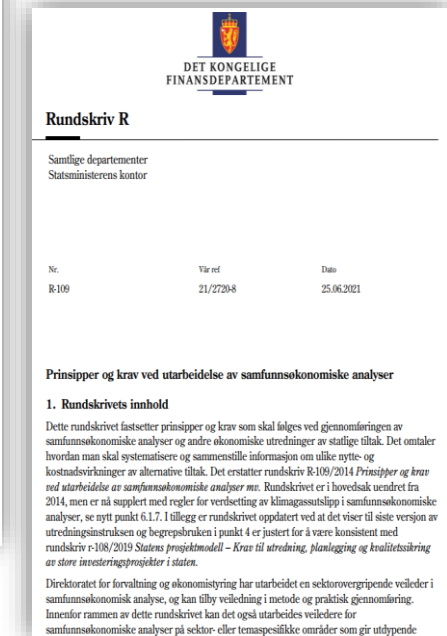 DET KONGELIGE
FINANSDEPARTEMENT
Rundskriv R
Samtlige departementer
Statsministerens kontor
Nr. Vår ref Dato
R-109 21/2720-8 25.06.2021
Prinsipper og krav ved utarbeidelse av samfunnsøkonomiske analyser
1. Rundskrivets innhold
Dette rundskrivet fastsetter prinsipper og krav som skal følges ved gjennomføringen av
samfunnsøkonomiske analyser og andre økonomiske utredninger av statlige tiltak. Det omtaler
hvordan man skal systematisere og sammenstille informasjon om ulike nytte- og
kostnadsvirkninger av alternative tiltak. Det erstatter rundskriv R-109/2014 Prinsipper og krav
ved utarbeidelse av samfunnsøkonomiske analyser mv. Rundskrivet er i hovedsak uendret fra
2014, men er nå supplert med regler for verdsetting av klimagassutslipp i samfunnsøkonomiske
analyser, se nytt punkt 6.1.7. I tillegg er rundskrivet oppdatert ved at det viser til siste versjon av
utredningsinstruksen og begrepsbruken i punkt 4 er justert for å være konsistent med
rundskriv r-108/2019 Statens prosjektmodell – Krav til utredning, planlegging og kvalitetssikring
av store investeringsprosjekter i staten.
Direktoratet for forvaltning og økonomistyring har utarbeidet en sektorovergripende veileder i
samfunnsøkonomisk analyse, og kan tilby veiledning i metode og praktisk gjennomføring.
Innenfor rammen av dette rundskrivet kan det også utarbeides veiledere for
samfunnsøkonomiske analyser på sektor- eller temaspesifikke områder som gir utdypende